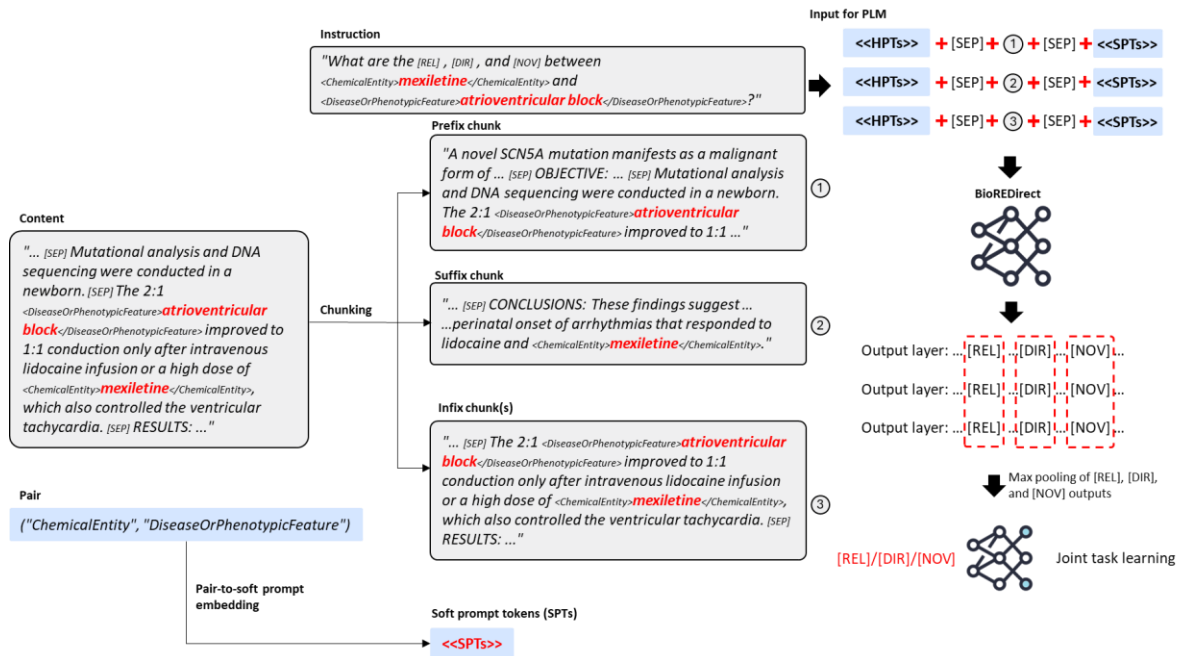 Instruction
"What are the [REL] , [DIR] , and [NOV] between
<ChemicalEntity>mexiletine</ChemicalEntity> and
<DiseaseOrPhenotypicFeature>atrioventricular block</DiseaseOrPhenotypicFeature>?"
Prefix chunk
"A novel SCN5A mutation manifests as a malignant
form of ... [SEP] OBJECTIVE: ... [SEP] Mutational analysis
and DNA sequencing were conducted in a newborn.
The 2:1 <DiseaseOrPhenotypicFeature>atrioventricular
block</DiseaseOrPhenotypicFeature> improved to 1:1 ..."
1
Content
"... [SEP] Mutational analysis and DNA
sequencing were conducted in a
newborn. [SEP] The 2:1
<DiseaseOrPhenotypicFeature>atrioventricular
block</DiseaseOrPhenotypicFeature> improved to
1:1 conduction only after intravenous
lidocaine infusion or a high dose of
<ChemicalEntity>mexiletine</ChemicalEntity>,
which also controlled the ventricular
tachycardia. [SEP] RESULTS: ..."
Chunking
Suffix chunk
"... [SEP] CONCLUSIONS: These findings suggest ...
...perinatal onset of arrhythmias that responded to
lidocaine and <ChemicalEntity>mexiletine</ChemicalEntity>."
2
Infix chunk(s)
"... [SEP] The 2:1 <DiseaseOrPhenotypicFeature>atrioventricular
block</DiseaseOrPhenotypicFeature> improved to 1:1
conduction only after intravenous lidocaine infusion
or a high dose of <ChemicalEntity>mexiletine</ChemicalEntity>,
which also controlled the ventricular tachycardia. [SEP]
RESULTS: ..."
3
Pair
("ChemicalEntity", "DiseaseOrPhenotypicFeature")
Pair-to-soft prompt
embedding
Soft prompt tokens (SPTs)
<<SPTs>>
Input for PLM
<<HPTs>> + [SEP] + 1 + [SEP] + <<SPTs>>
<<HPTs>> + [SEP] + 2 + [SEP] + <<SPTs>>
<<HPTs>> + [SEP] + 3 + [SEP] + <<SPTs>>
BioREDirect
Output layer: ... [REL] ...[DIR] ... [NOV] ...
Output layer: ... [REL] ...[DIR] ... [NOV] ...
Output layer: ... [REL] ...[DIR] ... [NOV] ...
Max pooling of [REL], [DIR],
and [NOV] outputs
[REL]/[DIR]/[NOV]
Joint task learning